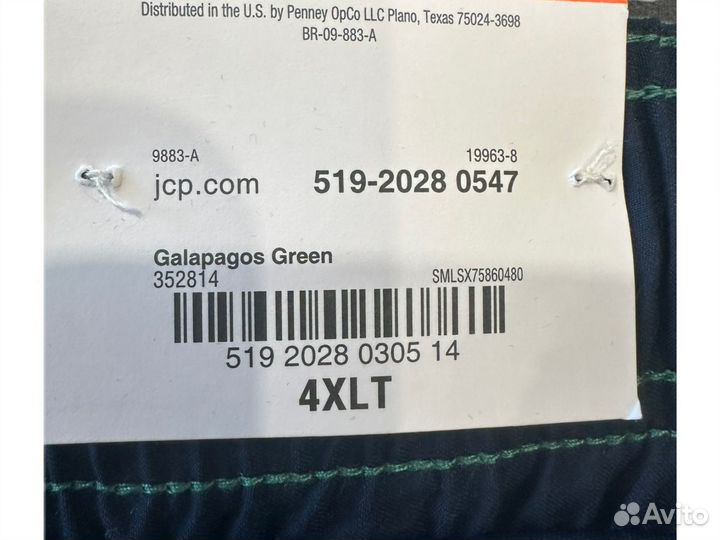 Distributed in the U.S. by Penney OpCo LLC Plano, Texas 75024-3698
BR-09-883-A
9883-A 19963-8
jcp.com 519-2028 0547
Galapagos Green
352814 SMLSX75860480
519 2028 0305 14
4XLT
Avito